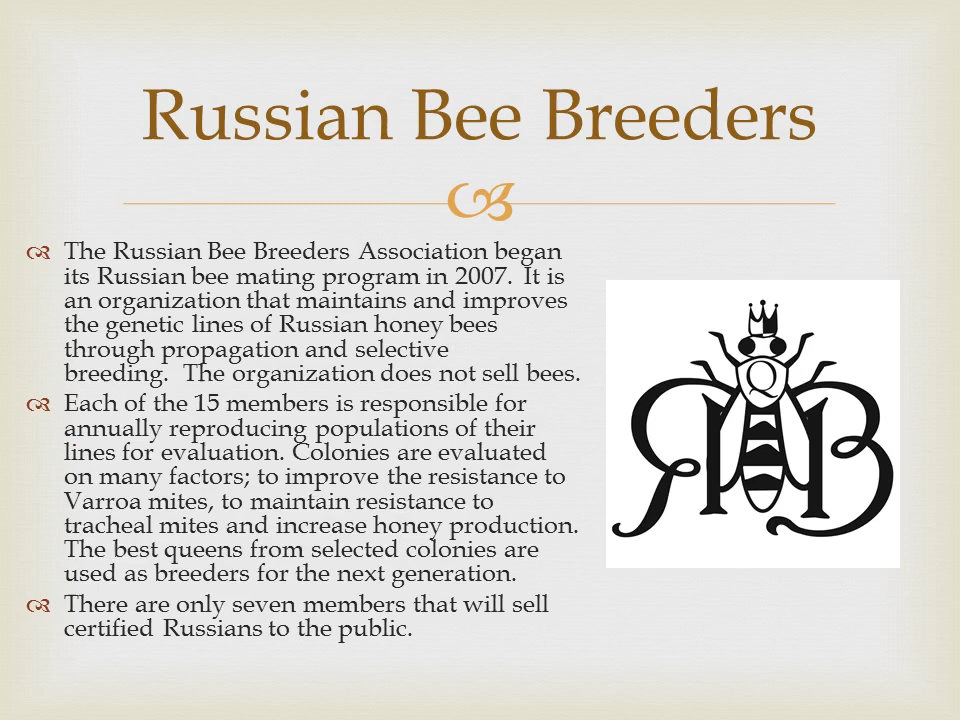 Russian Bee Breeders
The Russian Bee Breeders Association began
its Russian bee mating program in 2007.  It is
an organization that maintains and improves
the genetic lines of Russian honey bees
through propagation and selective
breeding.  The organization does not sell bees.
Each of the 15 members is responsible for
annually reproducing populations of their
lines for evaluation. Colonies are evaluated
on many factors; to improve the resistance to
Varroa mites, to maintain resistance to
tracheal mites and increase honey production.
The best queens from selected colonies are
used as breeders for the next generation.
There are only seven members that will sell
certified Russians to the public.
Q
R B